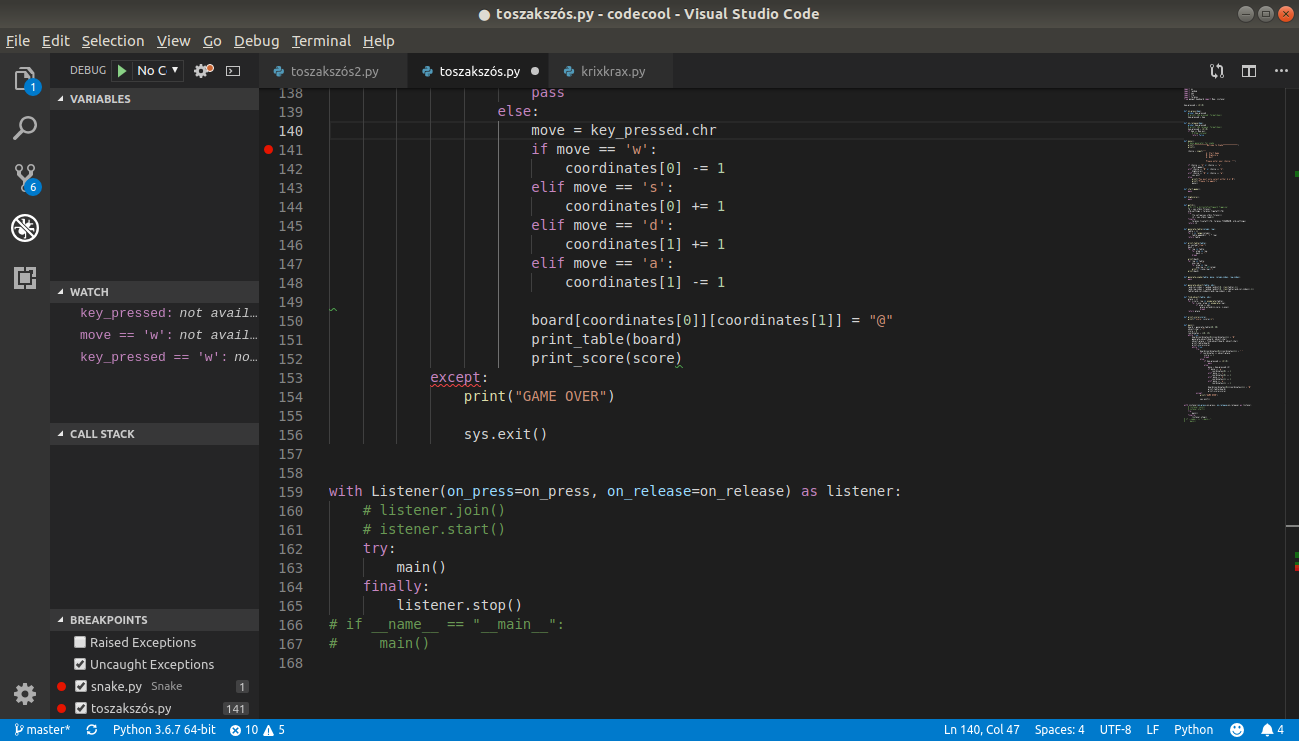 ● toszakszós.py - codecool - Visual Studio Code
File Edit Selection View Go Debug Terminal Help
DEBUG No C
toszakszós2.py toszakszós.py krixkrax.py
1
6
VARIABLES
WATCH
key_pressed: not avail…
move == 'w': not avail…
key_pressed == 'w': no…
CALL STACK
BREAKPOINTS
Raised Exceptions
Uncaught Exceptions
snake.py Snake 1
toszakszós.py 141
138 pass
139 else:
140 move = key_pressed.chr
141 if move == 'w':
142 coordinates[0] -= 1
143 elif move == 's':
144 coordinates[0] += 1
145 elif move == 'd':
146 coordinates[1] += 1
147 elif move == 'a':
148 coordinates[1] -= 1
149
150 board[coordinates[0]][coordinates[1]] = "@"
151 print_table(board)
152 print_score(score)
153 except:
154 print("GAME OVER")
155
156 sys.exit()
157
158
159 with Listener(on_press=on_press, on_release=on_release) as listener:
160 # listener.join()
161 # istener.start()
162 try:
163 main()
164 finally:
165 listener.stop()
166 # if __name__ == "__main__":
167 #     main()
168
master* Python 3.6.7 64-bit 10 5 Ln 140, Col 47 Spaces: 4 UTF-8 LF Python 4